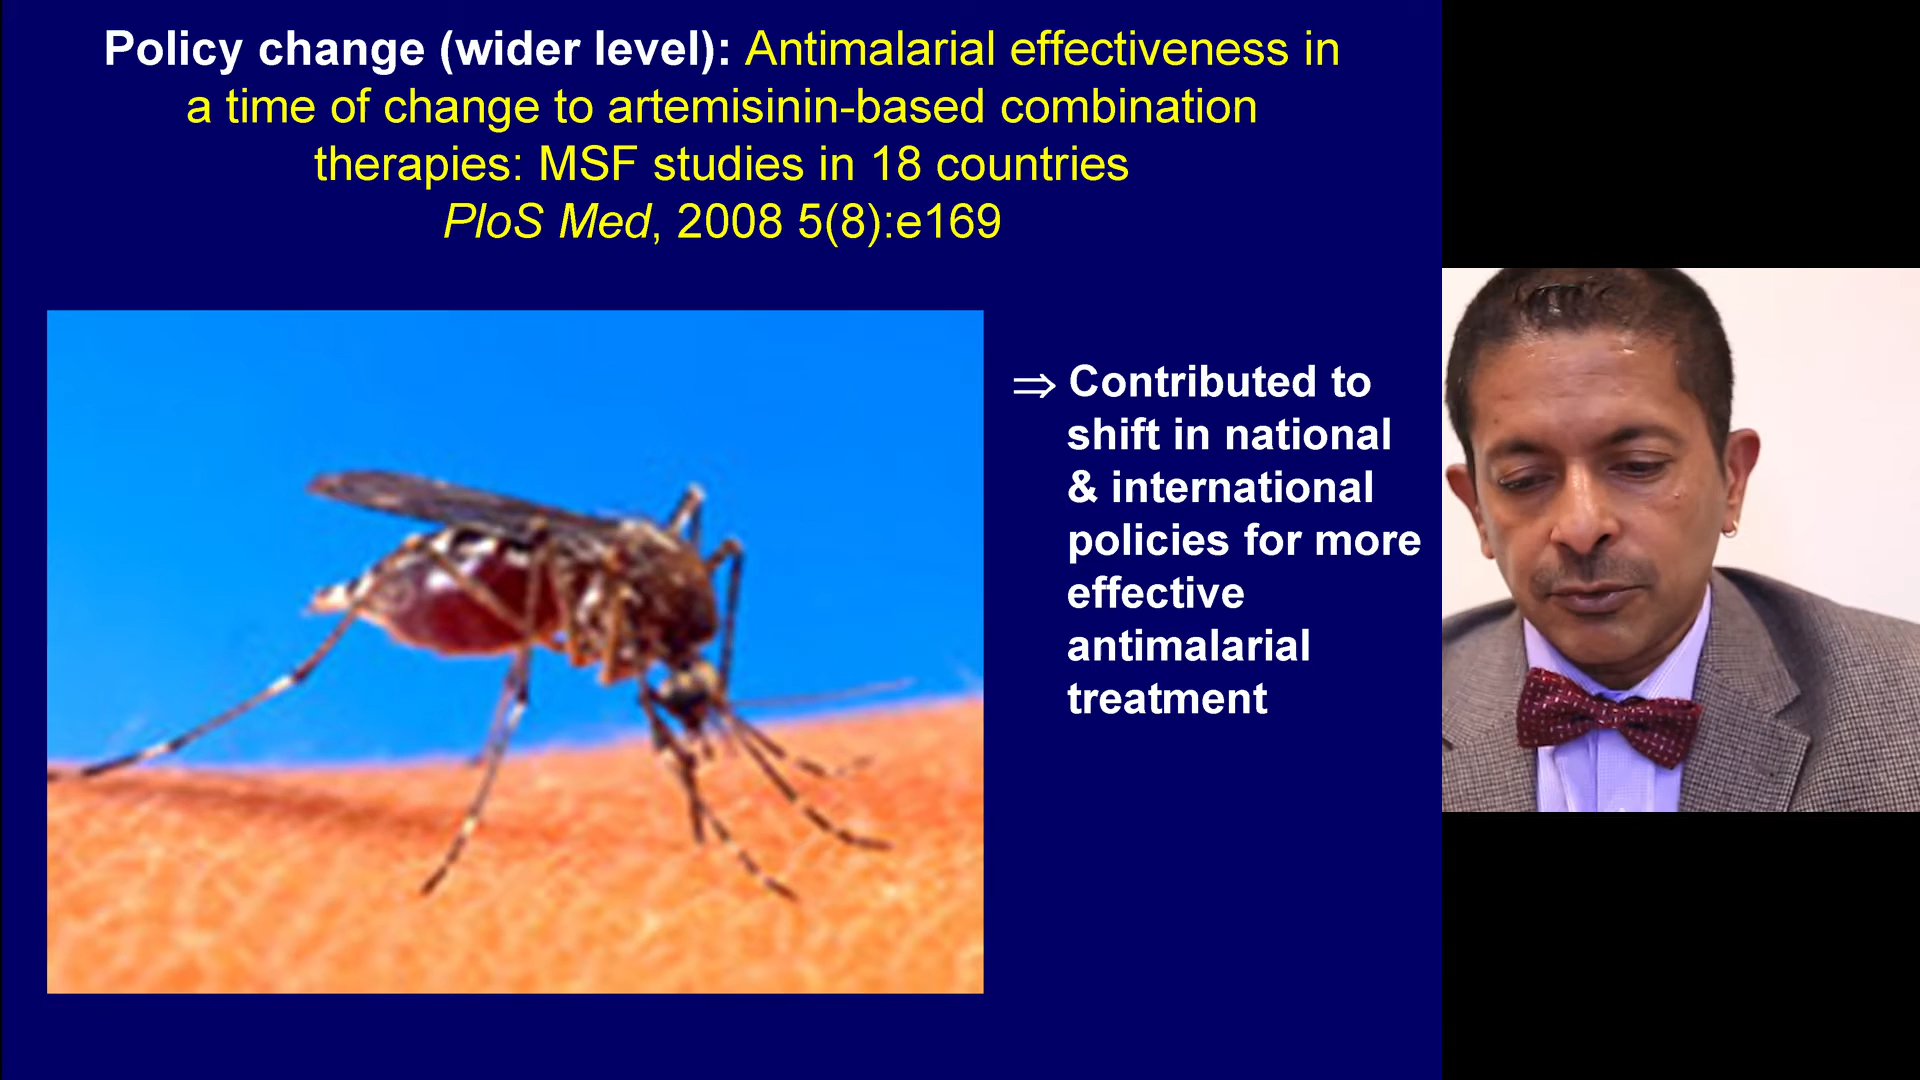 Policy change (wider level): Antimalarial effectiveness in
a time of change to artemisinin-based combination
therapies: MSF studies in 18 countries
PloS Med, 2008 5(8):e169
⇒ Contributed to
shift in national
& international
policies for more
effective
antimalarial
treatment